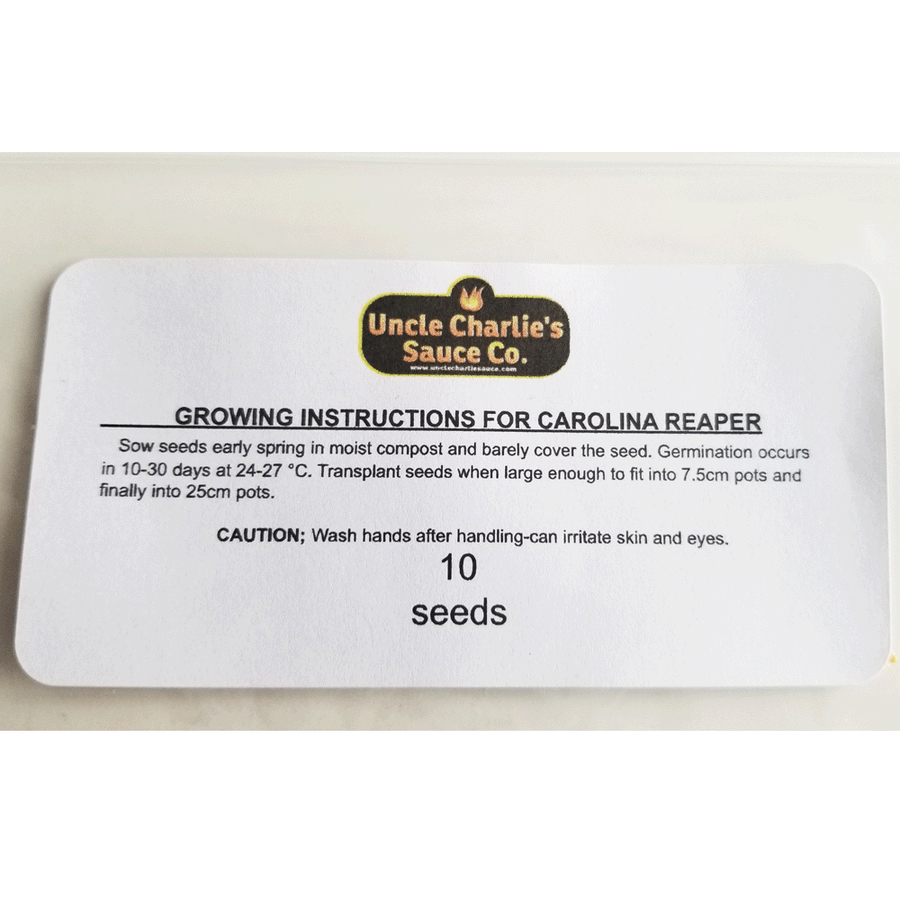 Uncle Charlie's
Sauce Co.
www.unclecharliesauce.com
GROWING INSTRUCTIONS FOR CAROLINA REAPER
Sow seeds early spring in moist compost and barely cover the seed. Germination occurs
in 10-30 days at 24-27 °C. Transplant seeds when large enough to fit into 7.5cm pots and
finally into 25cm pots.
CAUTION; Wash hands after handling-can irritate skin and eyes.
10
seeds